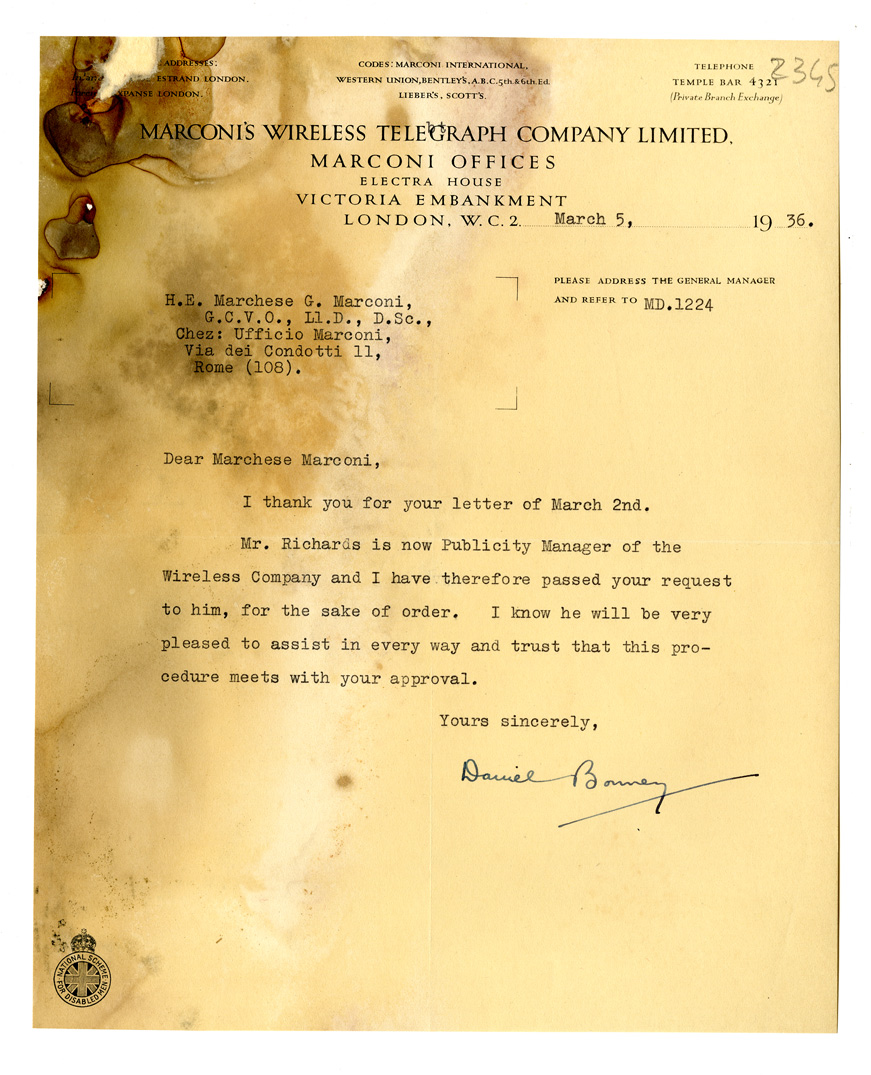 ADDRESSES:
ESTRAND LONDON.
EXPANSE LONDON.
CODES: MARCONI INTERNATIONAL,
WESTERN UNION, BENTLEY'S, A.B.C. 5th. & 6th. Ed.
LIEBER'S, SCOTT'S.
TELEPHONE
TEMPLE BAR 4321
(Private Branch Exchange)
2345
MARCONI'S WIRELESS TELEGRAPH COMPANY LIMITED,
MARCONI OFFICES
ELECTRA HOUSE
VICTORIA EMBANKMENT
LONDON, W.C. 2. March 5, 1936.
PLEASE ADDRESS THE GENERAL MANAGER
AND REFER TO MD.1224
H.E. Marchese G. Marconi,
G.C.V.O., Ll.D., D.Sc.,
Chez: Ufficio Marconi,
Via dei Condotti 11,
Rome (108).
Dear Marchese Marconi,
I thank you for your letter of March 2nd.
Mr. Richards is now Publicity Manager of the
Wireless Company and I have therefore passed your request
to him, for the sake of order. I know he will be very
pleased to assist in every way and trust that this pro-
cedure meets with your approval.
Yours sincerely,
Daniel Bonney
NATIONAL SCHEME
FOR DISABLED MEN